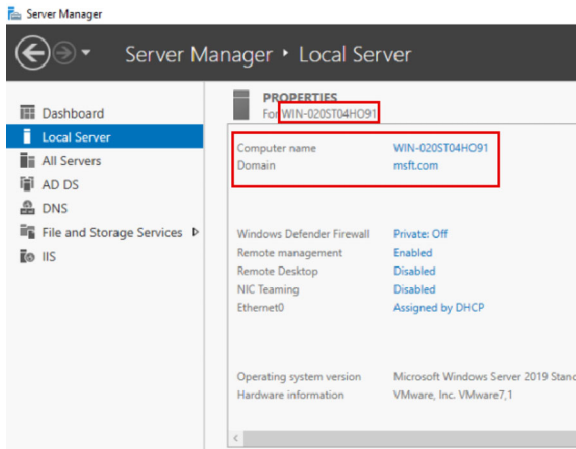 Server Manager
Server Manager ‣ Local Server
Dashboard
Local Server
All Servers
AD DS
DNS
File and Storage Services
IIS
PROPERTIES
For WIN-020ST04HO91
Computer name WIN-020ST04HO91
Domain msft.com
Windows Defender Firewall Private: Off
Remote management Enabled
Remote Desktop Disabled
NIC Teaming Disabled
Ethernet0 Assigned by DHCP
Operating system version Microsoft Windows Server 2019 Stanc
Hardware information VMware, Inc. VMware7,1